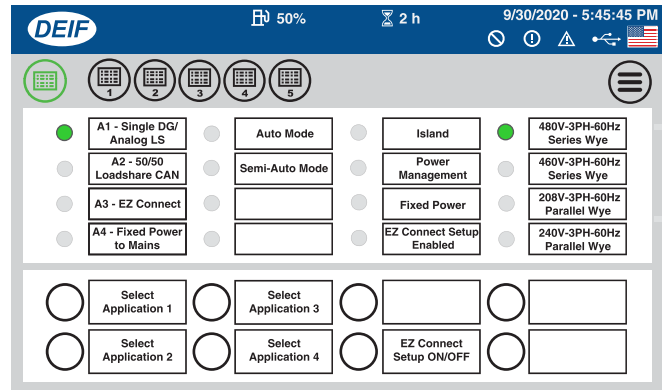 DEIF
50%
2 h
9/30/2020 - 5:45:45 PM
1
2
3
4
5
A1 - Single DG/
Analog LS
Auto Mode
Island
480V-3PH-60Hz
Series Wye
A2 - 50/50
Loadshare CAN
Semi-Auto Mode
Power
Management
460V-3PH-60Hz
Series Wye
A3 - EZ Connect
Fixed Power
208V-3PH-60Hz
Parallel Wye
A4 - Fixed Power
to Mains
EZ Connect Setup
Enabled
240V-3PH-60Hz
Parallel Wye
Select
Application 1
Select
Application 3
Select
Application 2
Select
Application 4
EZ Connect
Setup ON/OFF